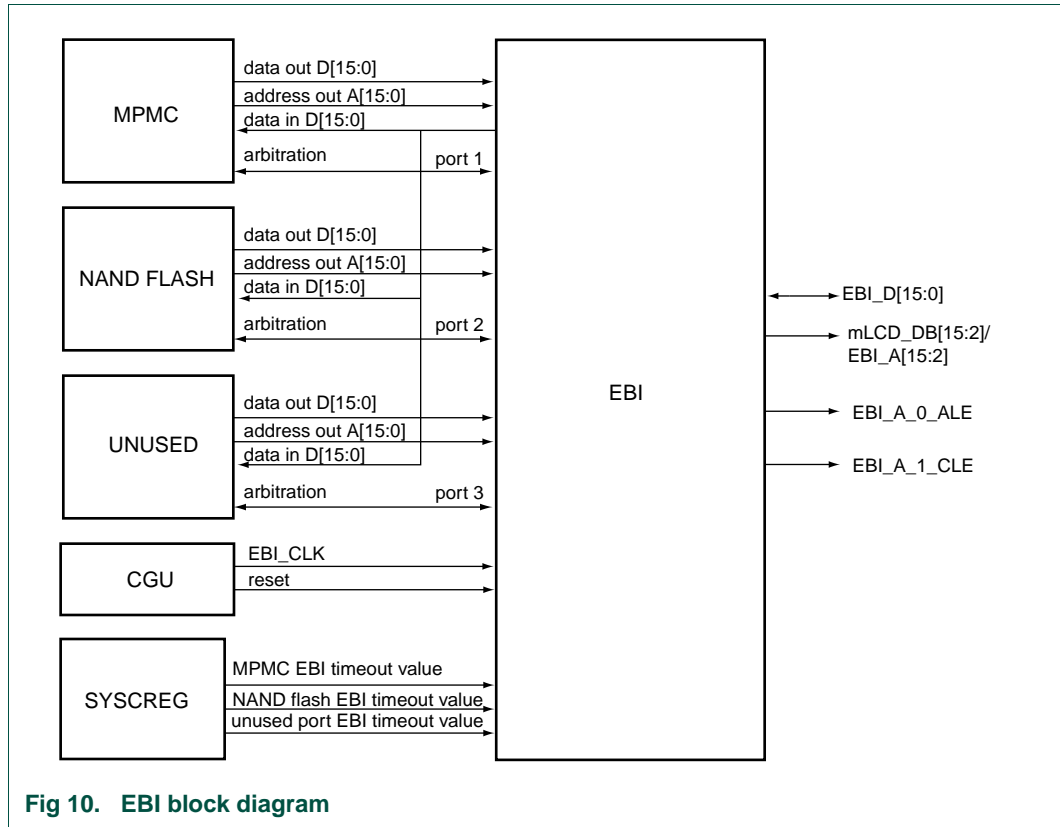 MPMC
data out D[15:0]
address out A[15:0]
data in D[15:0]
arbitration
port 1
NAND FLASH
data out D[15:0]
address out A[15:0]
data in D[15:0]
arbitration
port 2
UNUSED
data out D[15:0]
address out A[15:0]
data in D[15:0]
arbitration
port 3
CGU
EBI_CLK
reset
SYSCREG
MPMC EBI timeout value
NAND flash EBI timeout value
unused port EBI timeout value
EBI
EBI_D[15:0]
mLCD_DB[15:2]/
EBI_A[15:2]
EBI_A_0_ALE
EBI_A_1_CLE
Fig 10. EBI block diagram